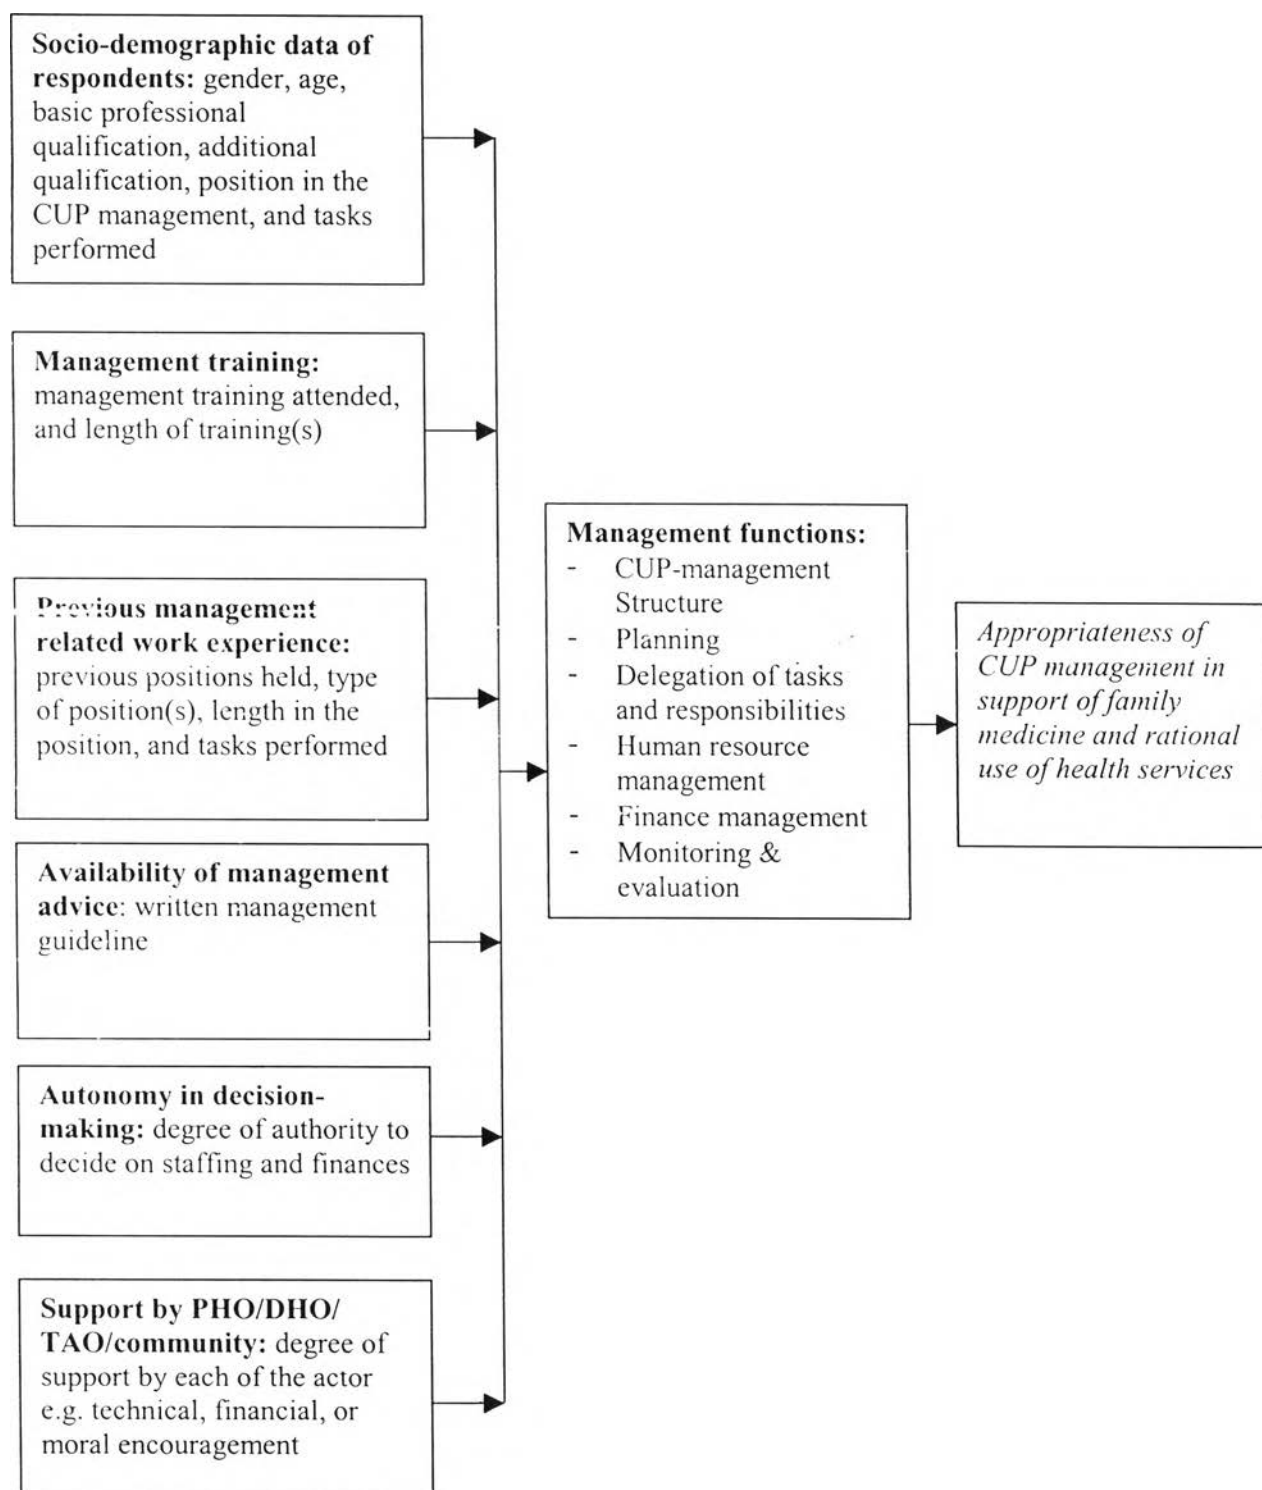 Socio-demographic data of
respondents: gender, age,
basic professional
qualification, additional
qualification, position in the
CUP management, and tasks
performed
Management training:
management training attended,
and length of training(s)
Previous management
related work experience:
previous positions held, type
of position(s), length in the
position, and tasks performed
Availability of management
advice: written management
guideline
Autonomy in decision-
making: degree of authority to
decide on staffing and finances
Support by PHO/DHO/
TAO/community: degree of
support by each of the actor
e.g. technical, financial, or
moral encouragement
Management functions:
- CUP-management
Structure
- Planning
- Delegation of tasks
and responsibilities
- Human resource
management
- Finance management
- Monitoring &
evaluation
Appropriateness of
CUP management in
support of family
medicine and rational
use of health services